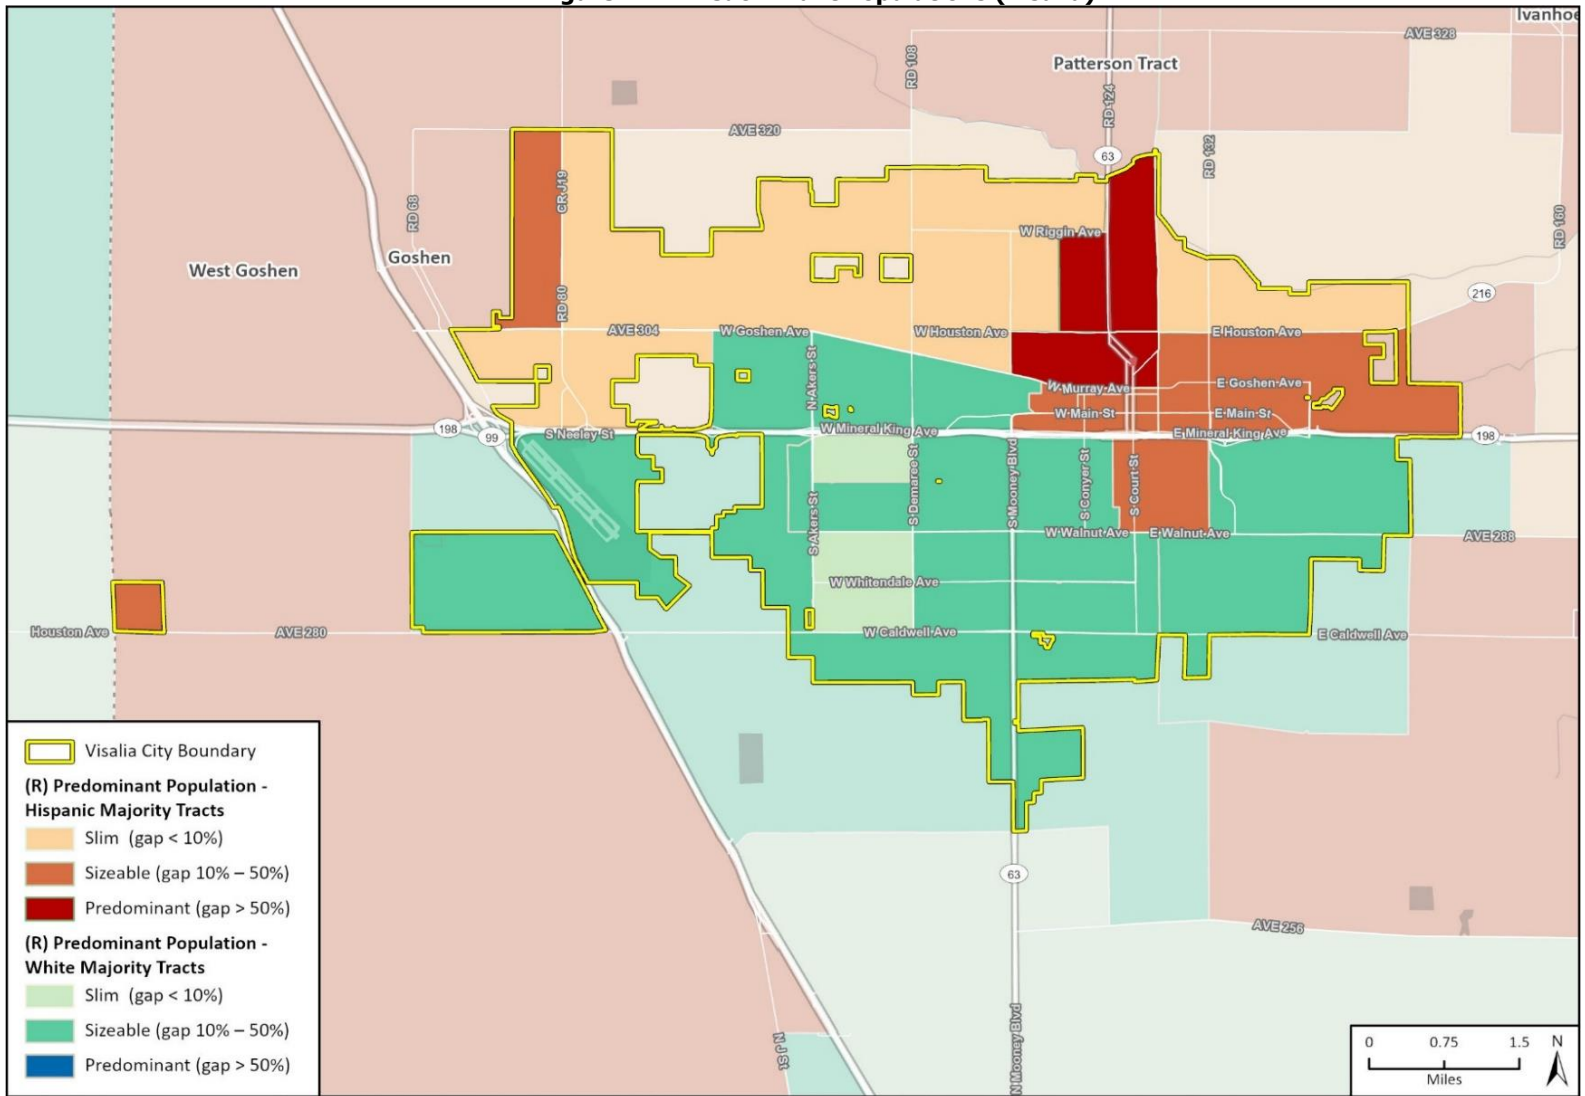 Ivanhoe
AVE 328
RD 108
Patterson Tract
RD 124
AVE 320
63
RD 132
CR J19
RD 68
RD 160
W Riggin Ave
Goshen
West Goshen
216
RD 80
AVE 304
W Goshen Ave
W Houston Ave
E Houston Ave
N Akers St
W Murray Ave
E Goshen Ave
W Main St
E Main St
198
99
S Neeley St
W Mineral King Ave
E Mineral King Ave
198
S Demaree St
S Mooney Blvd
S Conyer St
S Court St
S Akers St
W Walnut Ave
E Walnut Ave
AVE 288
W Whitendale Ave
Houston Ave
AVE 280
W Caldwell Ave
E Caldwell Ave
63
AVE 256
N Mooney Blvd
N J St
Visalia City Boundary
(R) Predominant Population -
Hispanic Majority Tracts
Slim (gap < 10%)
Sizeable (gap 10% – 50%)
Predominant (gap > 50%)
(R) Predominant Population -
White Majority Tracts
Slim (gap < 10%)
Sizeable (gap 10% – 50%)
Predominant (gap > 50%)
0 0.75 1.5
Miles
N